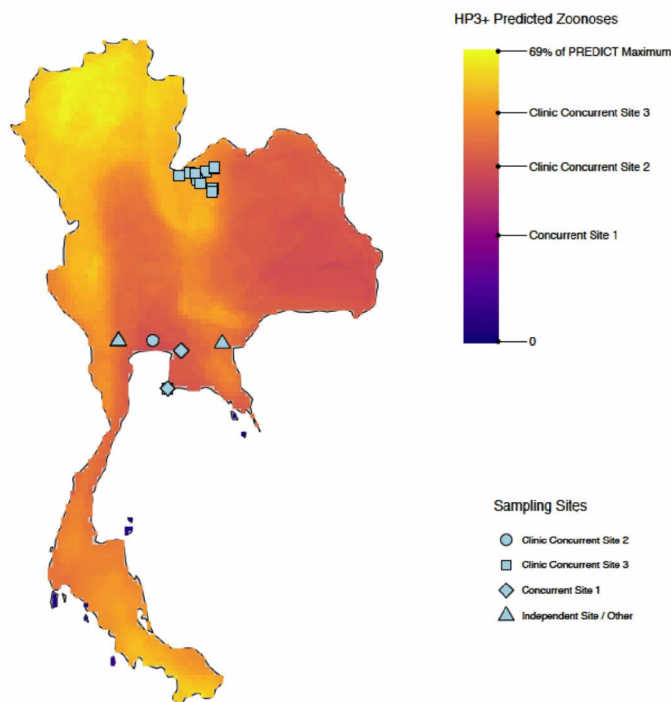 HP3+ Predicted Zoonoses
69% of PREDICT Maximum
Clinic Concurrent Site 3
Clinic Concurrent Site 2
Concurrent Site 1
0
Sampling Sites
Clinic Concurrent Site 2
Clinic Concurrent Site 3
Concurrent Site 1
Independent Site / Other